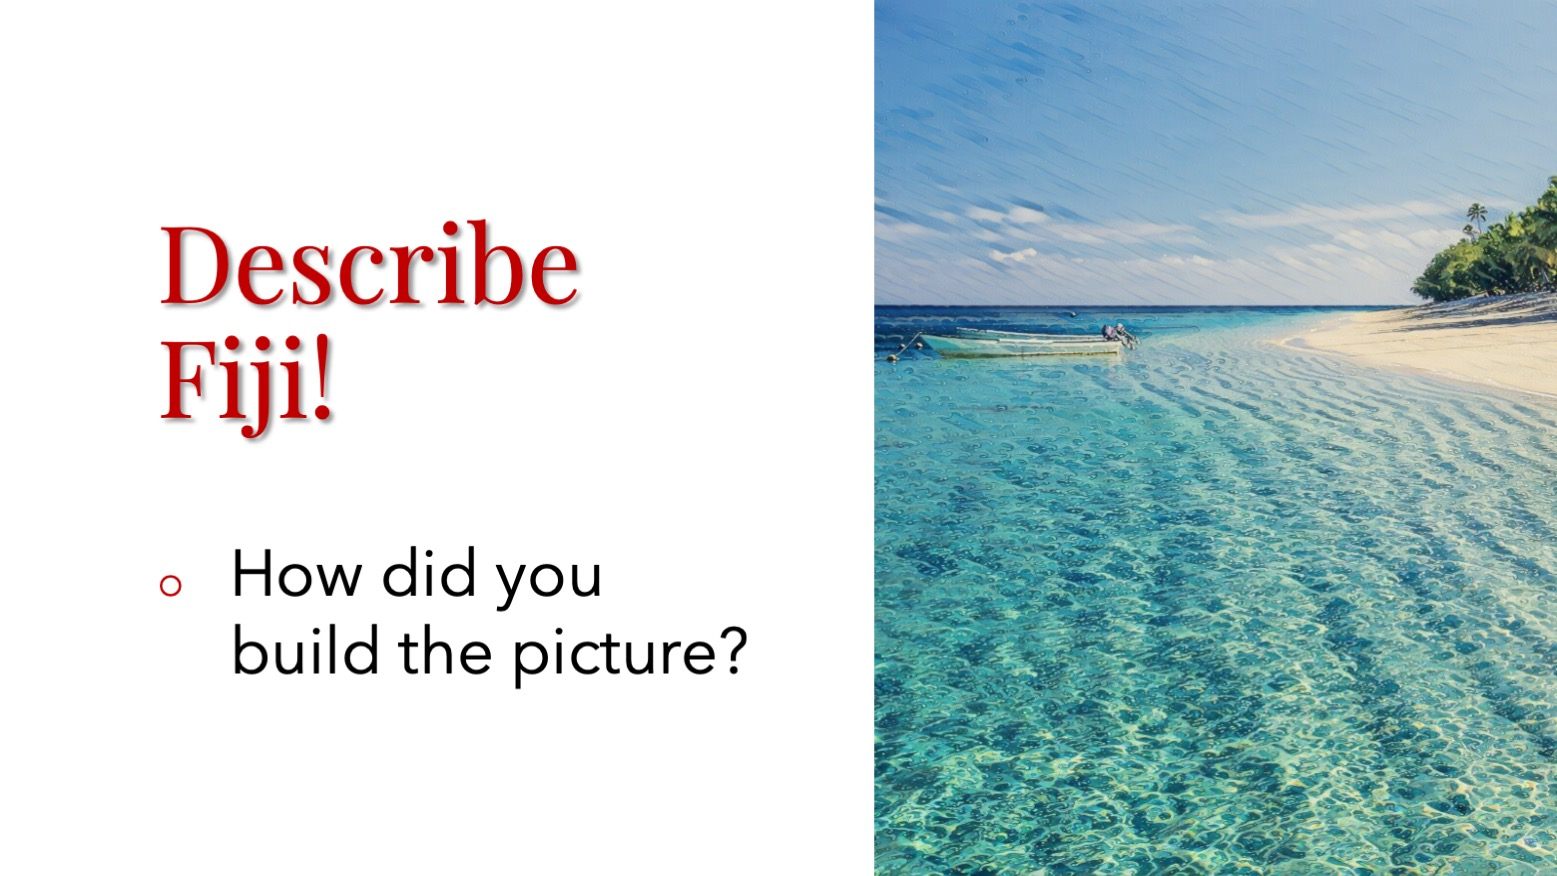 Describe
Fiji!
How did you
build the picture?